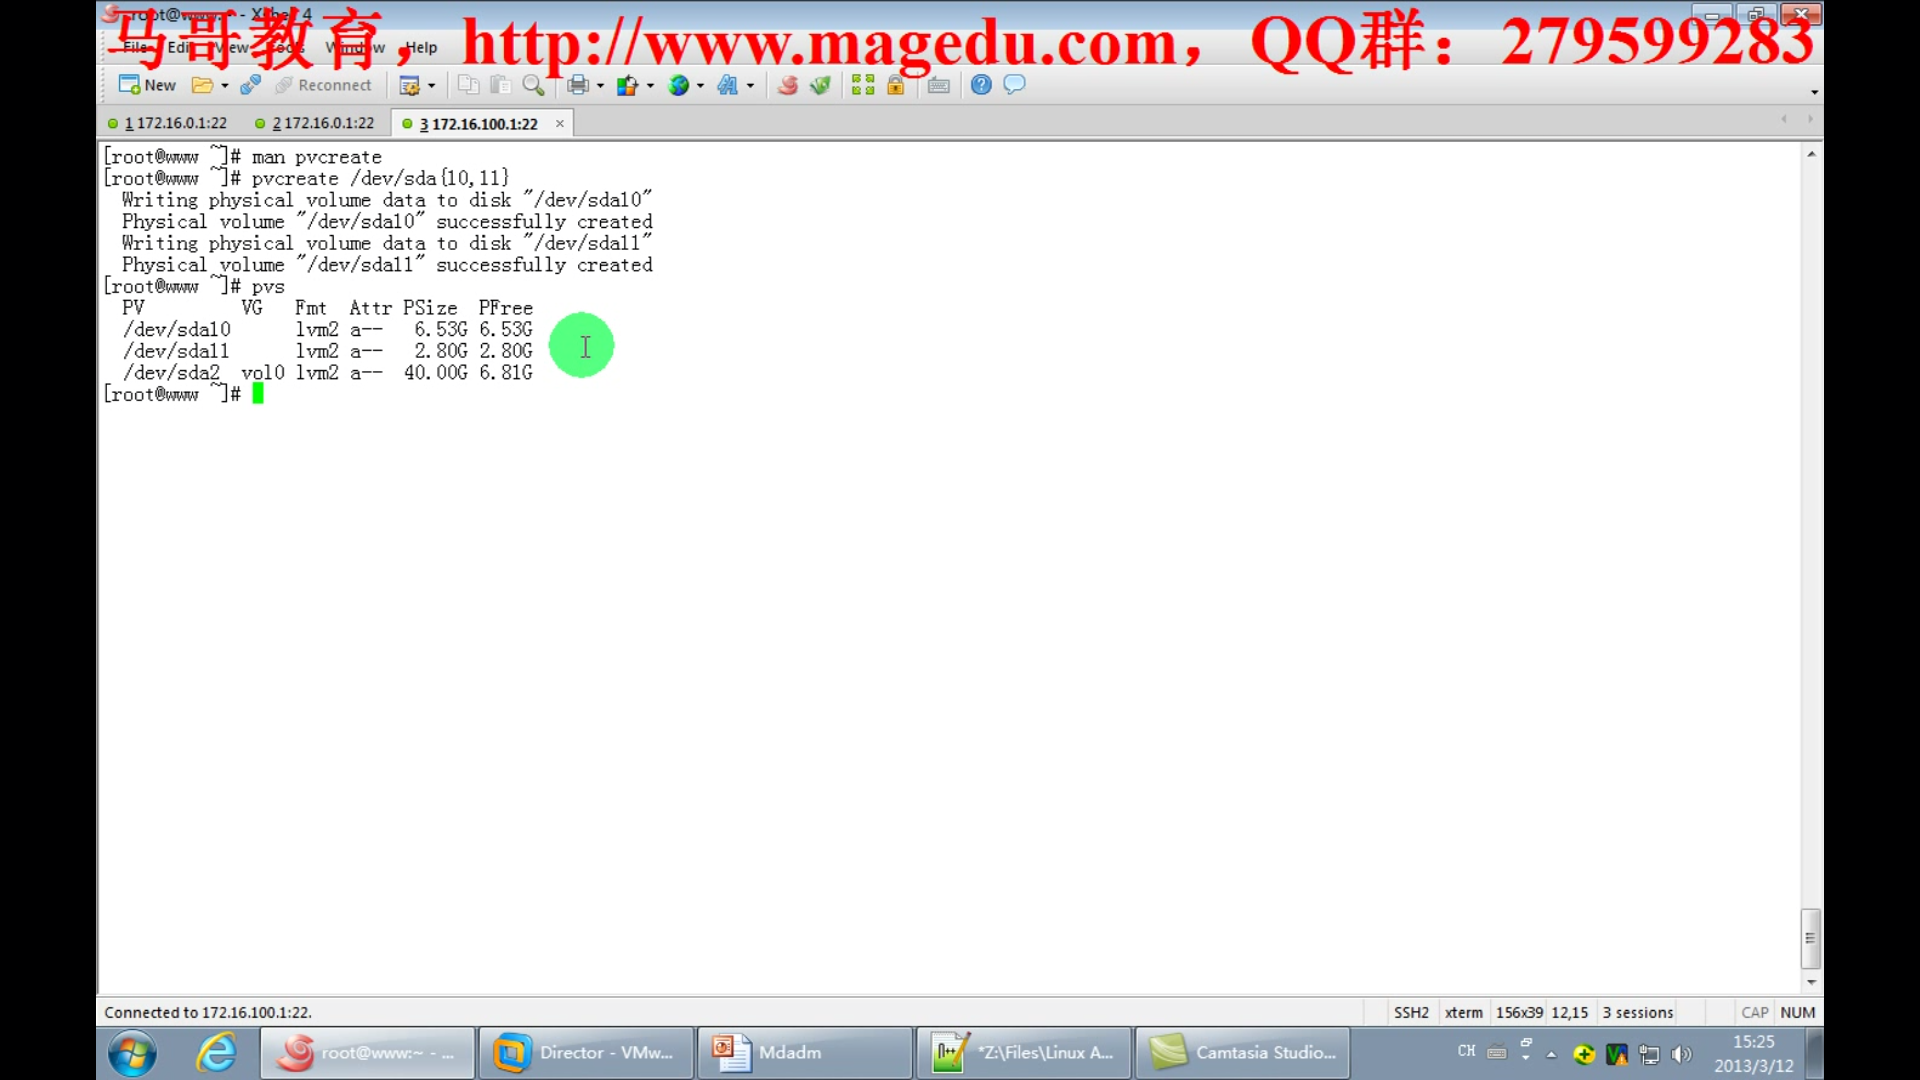 root@www:~ - Xshell 4
马哥教育，http://www.magedu.com，QQ群：279599283
File Edit View Tools Window Help
New Reconnect
1 172.16.0.1:22 2 172.16.0.1:22 3 172.16.100.1:22
[root@www ~]# man pvcreate
[root@www ~]# pvcreate /dev/sda{10,11}
Writing physical volume data to disk "/dev/sda10"
Physical volume "/dev/sda10" successfully created
Writing physical volume data to disk "/dev/sda11"
Physical volume "/dev/sda11" successfully created
[root@www ~]# pvs
PV VG Fmt Attr PSize PFree
/dev/sda10 lvm2 a-- 6.53G 6.53G
/dev/sda11 lvm2 a-- 2.80G 2.80G
/dev/sda2 vol0 lvm2 a-- 40.00G 6.81G
[root@www ~]#
Connected to 172.16.100.1:22.
SSH2 xterm 156x39 12,15 3 sessions CAP NUM
root@www:~ - ... Director - VMw... Mdadm *Z:\Files\Linux A... Camtasia Studio... CH 15:25
2013/3/12